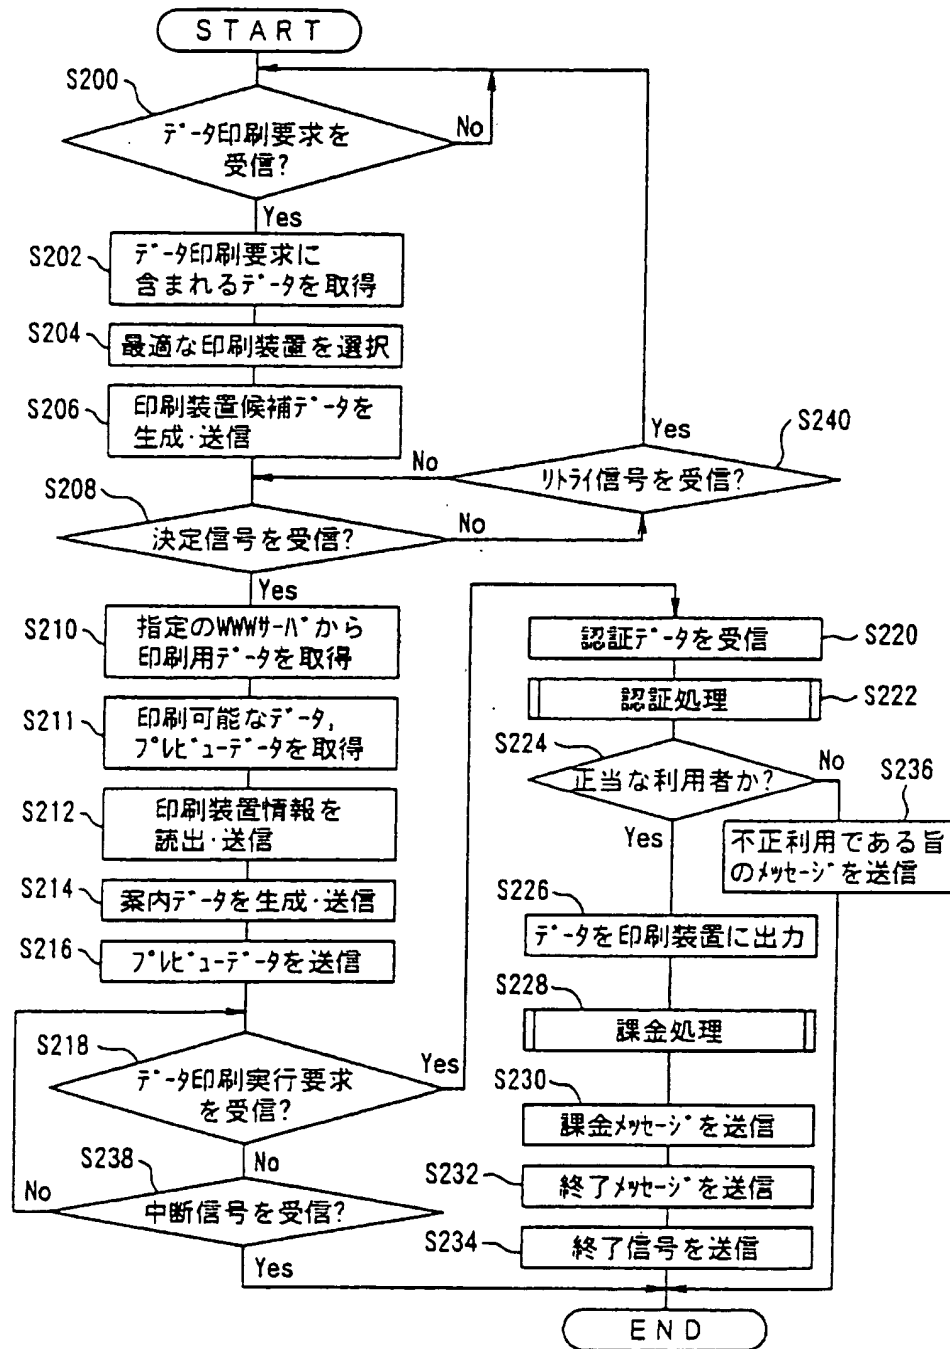 START
S200
データ印刷要求を
受信?
No
Yes
S202
データ印刷要求に
含まれるデータを取得
S204
最適な印刷装置を選択
S206
印刷装置候補データを
生成・送信
S240
Yes
No
リトライ信号を受信?
S208
決定信号を受信?
No
Yes
S210
指定のWWWサーバから
印刷用データを取得
S211
印刷可能なデータ,
プレビューデータを取得
S212
印刷装置情報を
読出・送信
S214
案内データを生成・送信
S216
プレビューデータを送信
S218
データ印刷実行要求
を受信?
Yes
No
S238
No
中断信号を受信?
Yes
S220
認証データを受信
S222
認証処理
S224
正当な利用者か?
No
Yes
S236
不正利用である旨
のメッセージを送信
S226
データを印刷装置に出力
S228
課金処理
S230
課金メッセージを送信
S232
終了メッセージを送信
S234
終了信号を送信
END